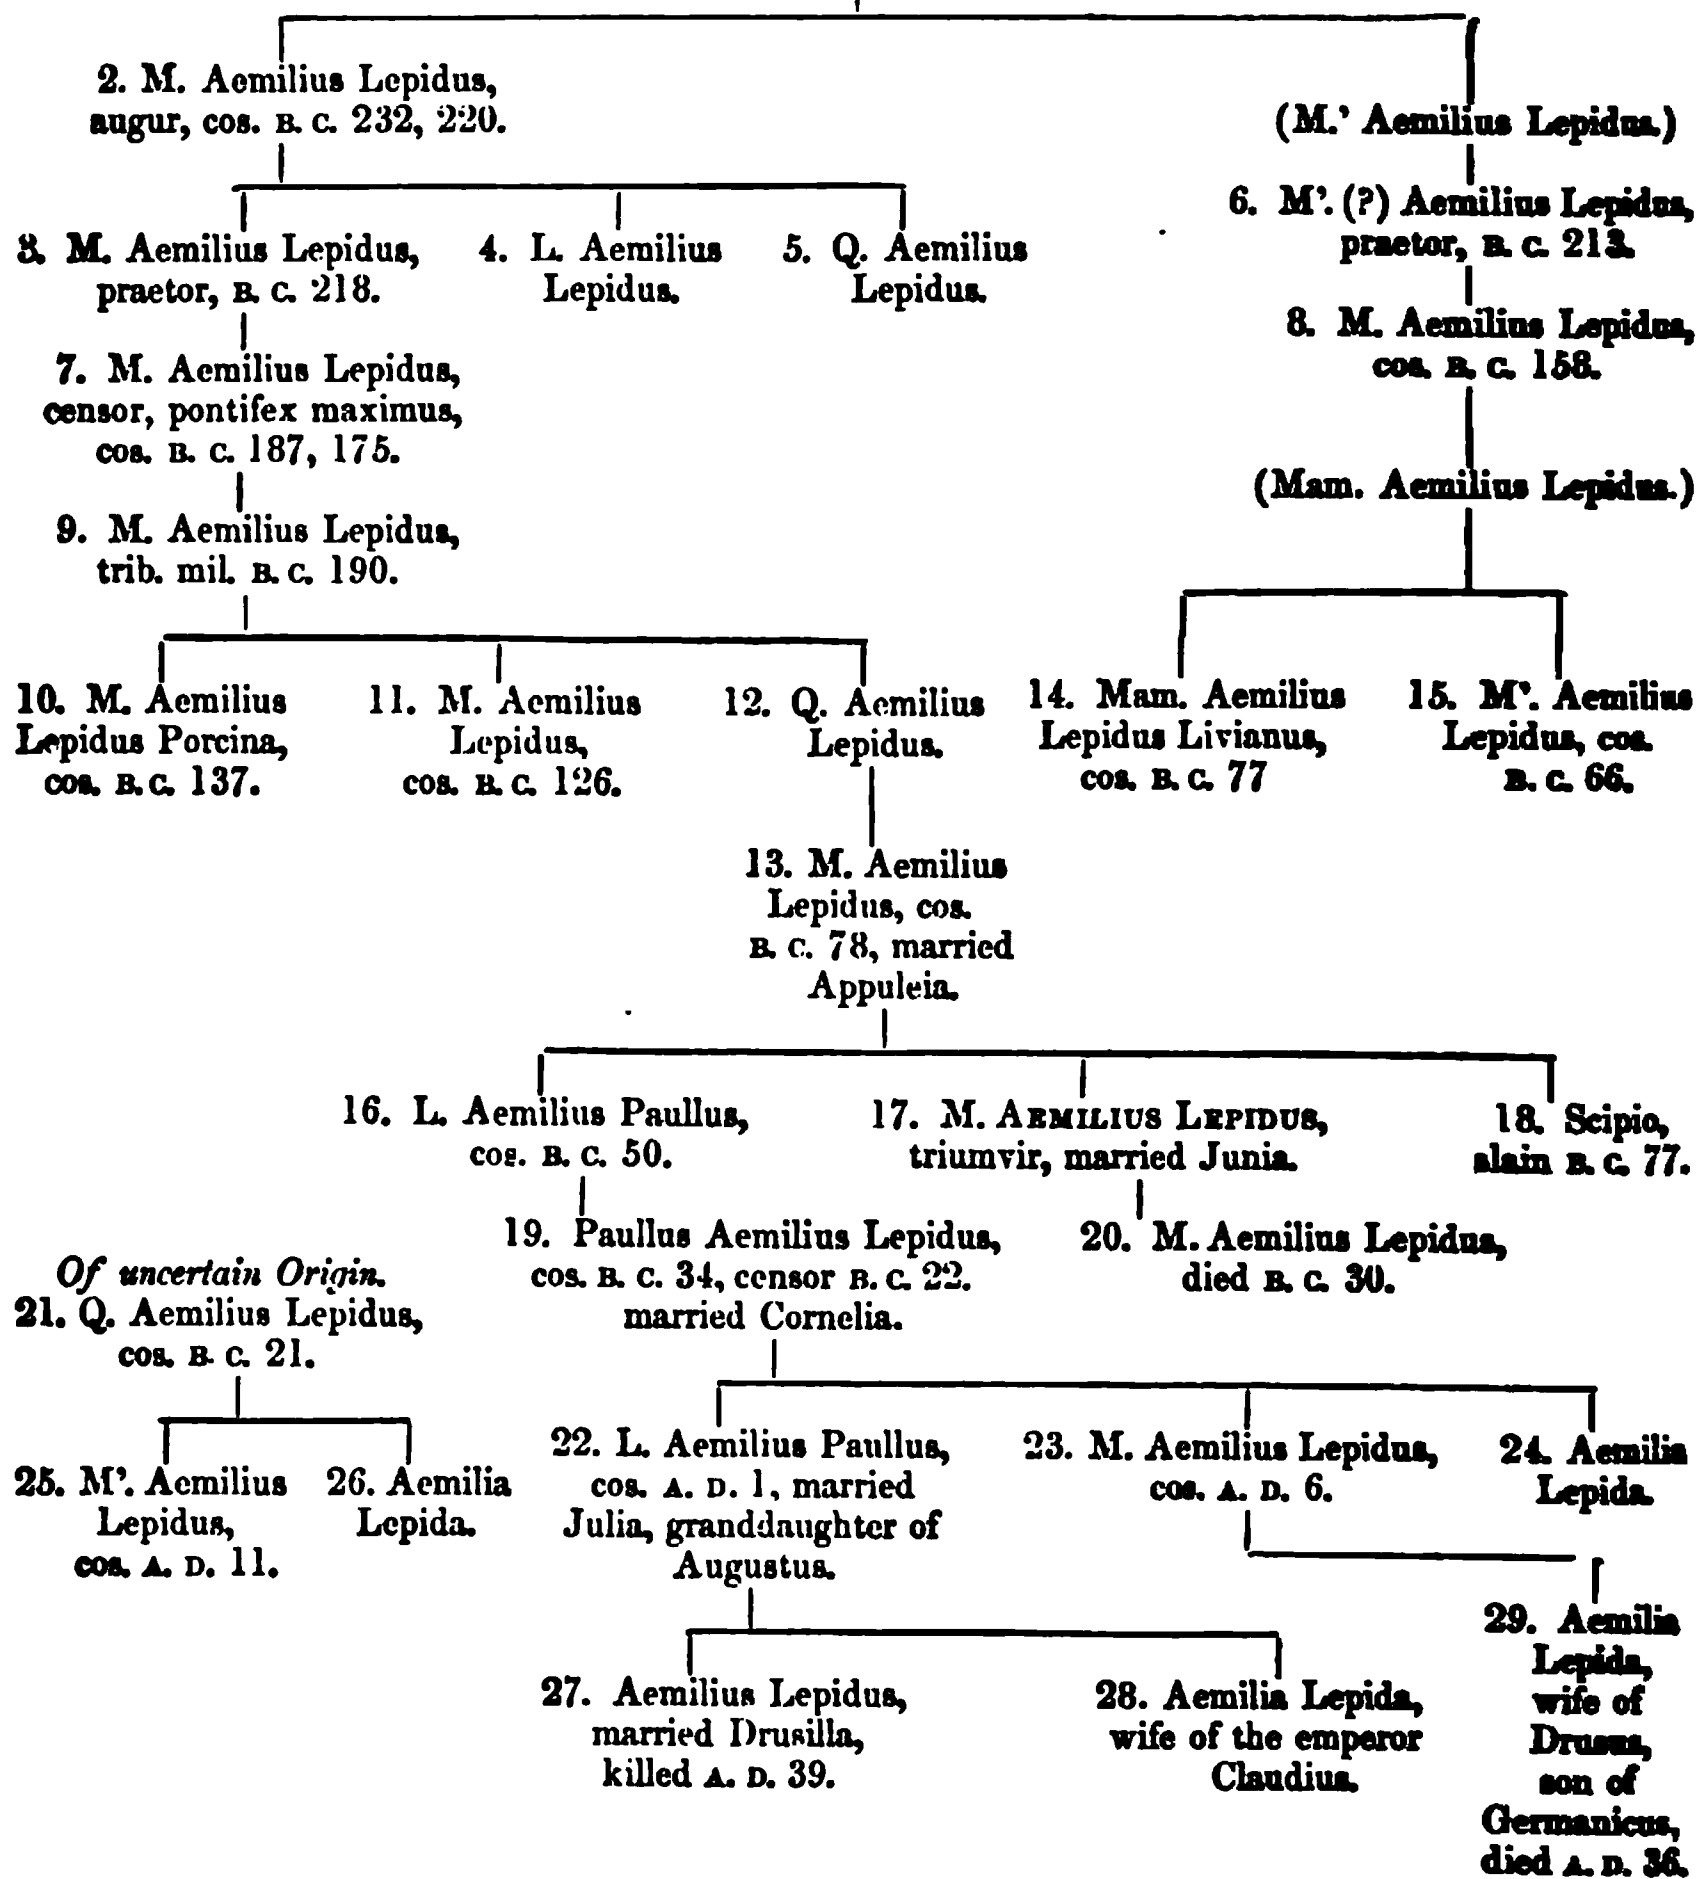 2. M. Aemilius Lepidus,
augur, cos. B. C. 232, 220.
(M.' Aemilius Lepidus.)
3. M. Aemilius Lepidus,
praetor, B. C. 218.
4. L. Aemilius
Lepidus.
5. Q. Aemilius
Lepidus.
6. M'. (?) Aemilius Lepidus,
praetor, B. C. 213.
7. M. Aemilius Lepidus,
censor, pontifex maximus,
cos. B. C. 187, 175.
8. M. Aemilius Lepidus,
cos. B. C. 158.
9. M. Aemilius Lepidus,
trib. mil. B. C. 190.
(Mam. Aemilius Lepidus.)
10. M. Aemilius
Lepidus Porcina,
cos. B. C. 137.
11. M. Aemilius
Lepidus,
cos. B. C. 126.
12. Q. Aemilius
Lepidus.
14. Mam. Aemilius
Lepidus Livianus,
cos. B. C. 77
15. M'. Aemilius
Lepidus, cos.
B. C. 66.
13. M. Aemilius
Lepidus, cos.
B. C. 78, married
Appuleia.
16. L. Aemilius Paullus,
cos. B. C. 50.
17. M. AEMILIUS LEPIDUS,
triumvir, married Junia.
18. Scipio,
slain B. C. 77.
19. Paullus Aemilius Lepidus,
cos. B. C. 34, censor B. C. 22.
married Cornelia.
20. M. Aemilius Lepidus,
died B. C. 30.
Of uncertain Origin.
21. Q. Aemilius Lepidus,
cos. B. C. 21.
22. L. Aemilius Paullus,
cos. A. D. 1, married
Julia, granddaughter of
Augustus.
23. M. Aemilius Lepidus,
cos. A. D. 6.
24. Aemilia
Lepida.
25. M'. Aemilius
Lepidus,
cos. A. D. 11.
26. Aemilia
Lepida.
27. Aemilius Lepidus,
married Drusilla,
killed A. D. 39.
28. Aemilia Lepida,
wife of the emperor
Claudius.
29. Aemilia
Lepida,
wife of
Drusus,
son of
Germanicus,
died A. D. 36.